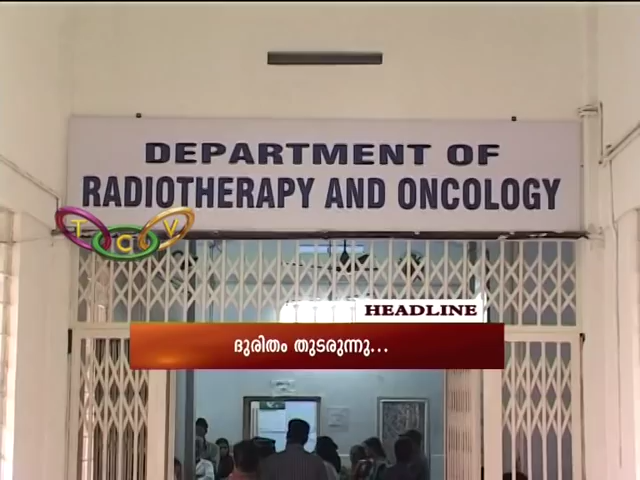 DEPARTMENT OF
RADIOTHERAPY AND ONCOLOGY
TCV
HEADLINE
ദുരിതം തുടരുന്നു...